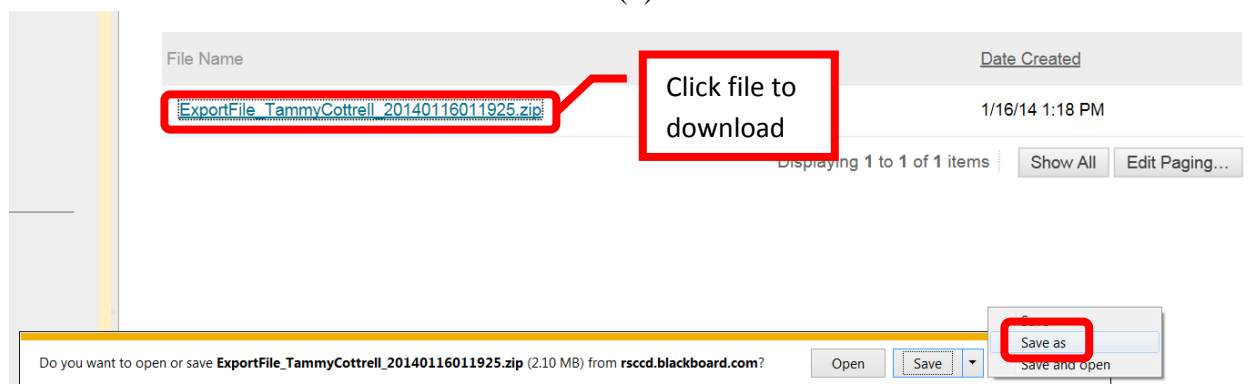 File Name Date Created
ExportFile_TammyCottrell_20140116011925.zip 1/16/14 1:18 PM
Click file to
download
Displaying 1 to 1 of 1 items Show All Edit Paging...
Save
Save as
Save and open
Do you want to open or save ExportFile_TammyCottrell_20140116011925.zip (2.10 MB) from rsccd.blackboard.com? Open Save